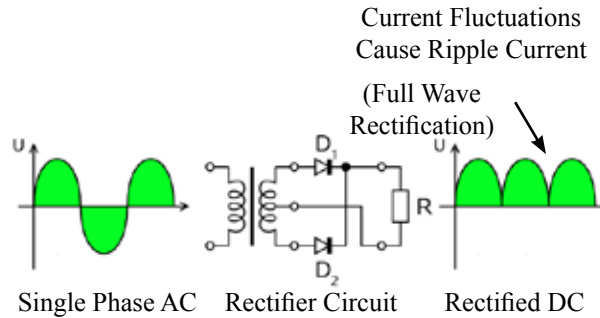 Current Fluctuations
Cause Ripple Current
(Full Wave
Rectification)
U
D1
U
R
D2
Single Phase AC
Rectifier Circuit
Rectified DC